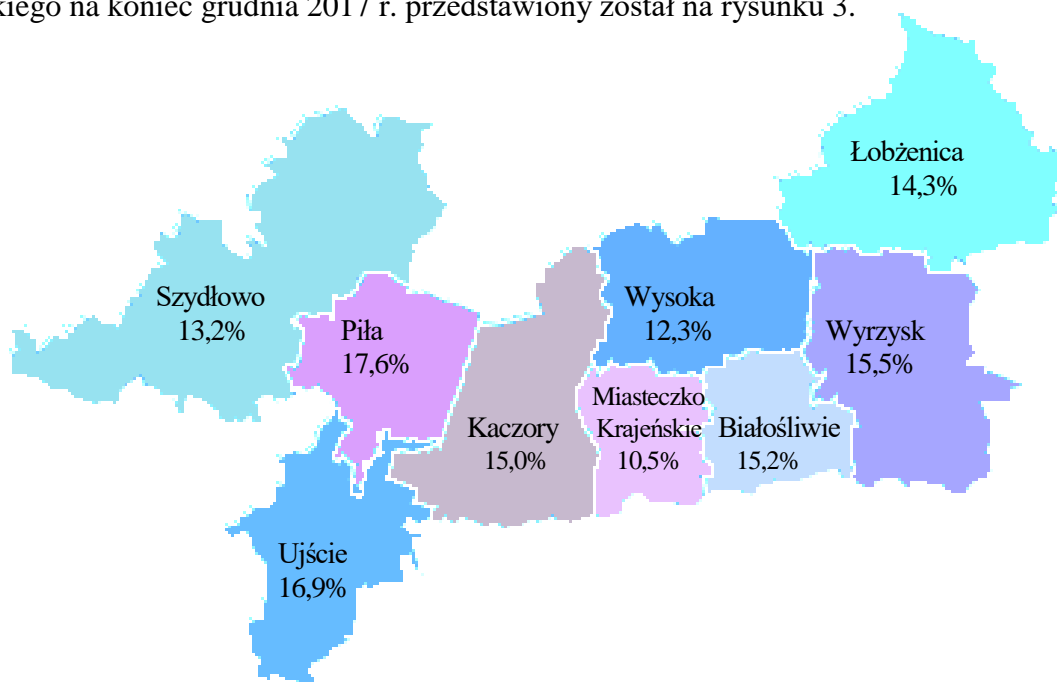 kiego na koniec grudnia 2017 r. przedstawiony został na rysunku 3.
Łobżenica
14,3%
Szydłowo
13,2%
Piła
17,6%
Wysoka
12,3%
Wyrzysk
15,5%
Kaczory
15,0%
Miasteczko
Krajeńskie
10,5%
Białośliwie
15,2%
Ujście
16,9%